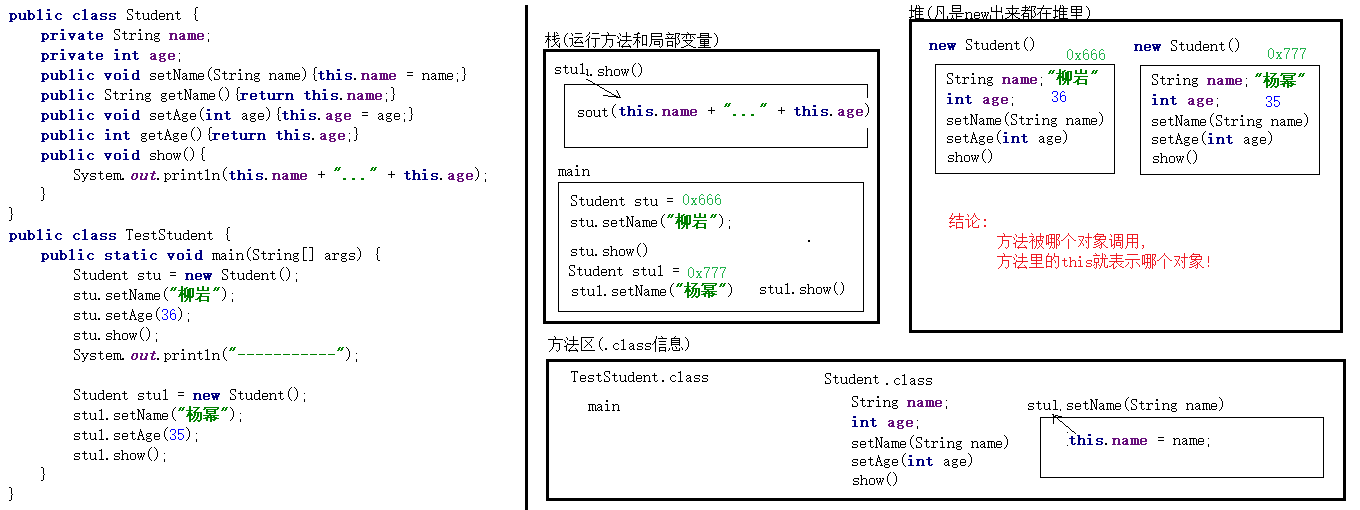 public class Student {
private String name;
private int age;
public void setName(String name){this.name = name;}
public String getName(){return this.name;}
public void setAge(int age){this.age = age;}
public int getAge(){return this.age;}
public void show(){
System.out.println(this.name + "..." + this.age);
}
}
public class TestStudent {
public static void main(String[] args) {
Student stu = new Student();
stu.setName("柳岩");
stu.setAge(36);
stu.show();
System.out.println("-----------");
Student stu1 = new Student();
stu1.setName("杨幂");
stu1.setAge(35);
stu1.show();
}
}
栈(运行方法和局部变量)
stu1.show()
sout(this.name + "..." + this.age)
main
Student stu = 0x666
stu.setName("柳岩");
stu.show()
Student stu1 = 0x777
stu1.setName("杨幂") stu1.show()
堆(凡是new出来都在堆里)
new Student() 0x666
String name;"柳岩"
int age; 36
setName(String name)
setAge(int age)
show()
new Student() 0x777
String name;"杨幂"
int age; 35
setName(String name)
setAge(int age)
show()
结论:
方法被哪个对象调用,
方法里的this就表示哪个对象!
方法区(.class信息)
TestStudent.class
main
Student.class
String name;
int age;
setName(String name)
setAge(int age)
show()
stu1.setName(String name)
this.name = name;